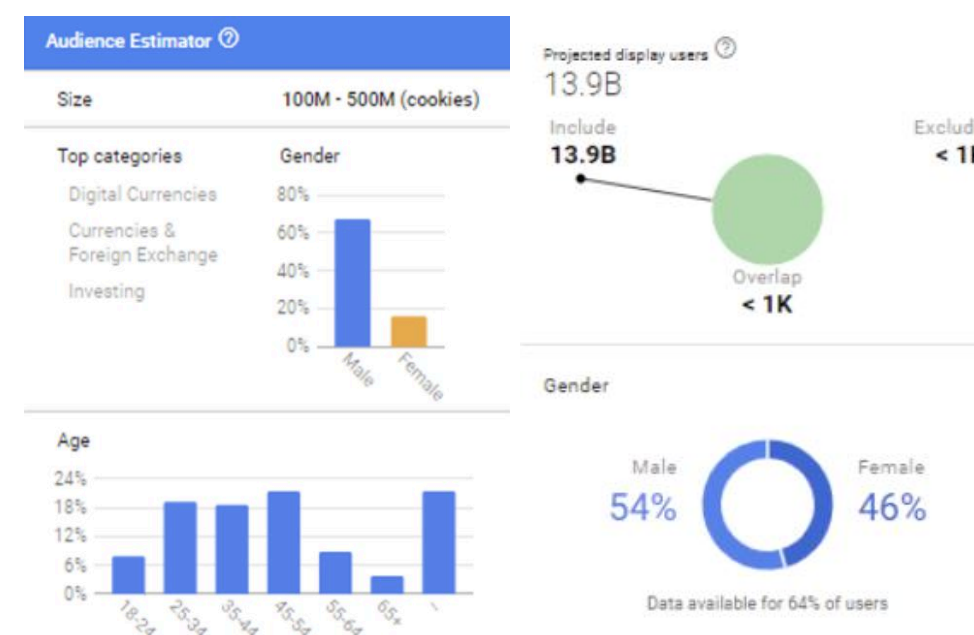 Audience Estimator ?
Size
100M - 500M (cookies)
Top categories
Digital Currencies
Currencies &
Foreign Exchange
Investing
Gender
80%
60%
40%
20%
0%
Male
Female
Age
24%
18%
12%
6%
0%
18-24
25-34
35-44
45-54
55-64
65+
–
Projected display users ?
13.9B
Include
13.9B
Exclud
< 1
Overlap
< 1K
Gender
Male
54%
Female
46%
Data available for 64% of users